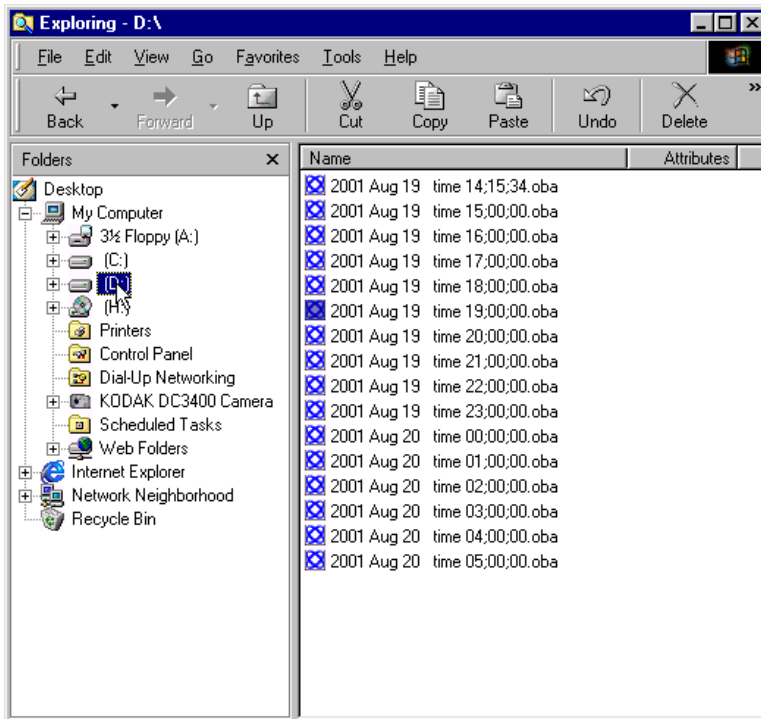 Exploring - D:\
File Edit View Go Favorites Tools Help
Back Forward Up Cut Copy Paste Undo Delete »
Folders
Desktop
My Computer
3½ Floppy (A:)
(C:)
(D:)
(H:)
Printers
Control Panel
Dial-Up Networking
KODAK DC3400 Camera
Scheduled Tasks
Web Folders
Internet Explorer
Network Neighborhood
Recycle Bin
Name Attributes
2001 Aug 19 time 14;15;34.oba
2001 Aug 19 time 15;00;00.oba
2001 Aug 19 time 16;00;00.oba
2001 Aug 19 time 17;00;00.oba
2001 Aug 19 time 18;00;00.oba
2001 Aug 19 time 19;00;00.oba
2001 Aug 19 time 20;00;00.oba
2001 Aug 19 time 21;00;00.oba
2001 Aug 19 time 22;00;00.oba
2001 Aug 19 time 23;00;00.oba
2001 Aug 20 time 00;00;00.oba
2001 Aug 20 time 01;00;00.oba
2001 Aug 20 time 02;00;00.oba
2001 Aug 20 time 03;00;00.oba
2001 Aug 20 time 04;00;00.oba
2001 Aug 20 time 05;00;00.oba